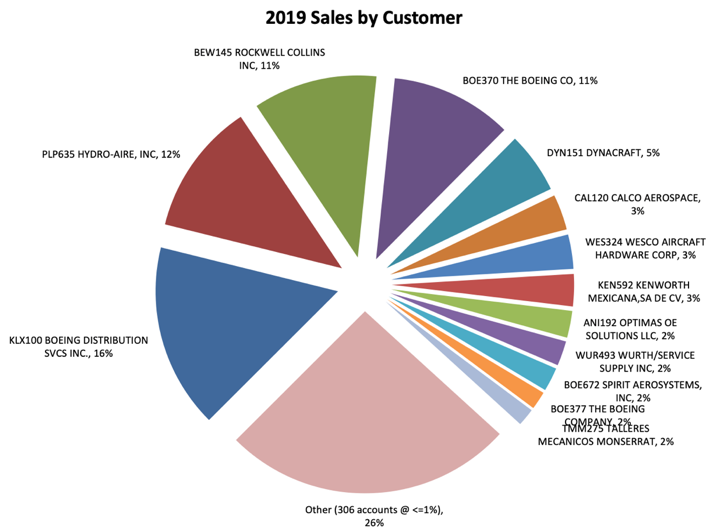 2019 Sales by Customer
BEW145 ROCKWELL COLLINS
INC, 11%
BOE370 THE BOEING CO, 11%
PLP635 HYDRO-AIRE, INC, 12%
DYN151 DYNACRAFT, 5%
CAL120 CALCO AEROSPACE,
3%
WES324 WESCO AIRCRAFT
HARDWARE CORP, 3%
KEN592 KENWORTH
MEXICANA,SA DE CV, 3%
ANI192 OPTIMAS OE
SOLUTIONS LLC, 2%
KLX100 BOEING DISTRIBUTION
SVCS INC., 16%
WUR493 WURTH/SERVICE
SUPPLY INC, 2%
BOE672 SPIRIT AEROSYSTEMS,
INC, 2%
BOE377 THE BOEING
COMPANY, 2%
TMM275 TALLERES
MECANICOS MONSERRAT, 2%
Other (306 accounts @ <=1%),
26%